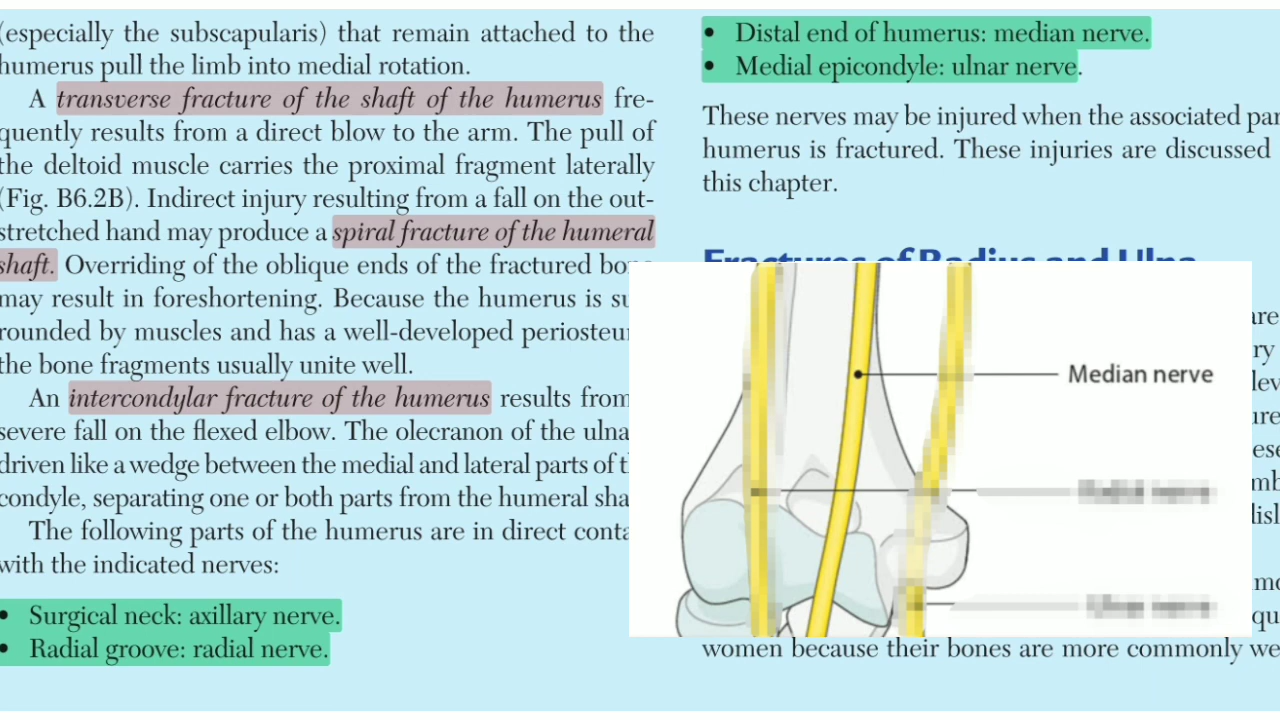 (especially the subscapularis) that remain attached to the
humerus pull the limb into medial rotation.
A transverse fracture of the shaft of the humerus fre-
quently results from a direct blow to the arm. The pull of
the deltoid muscle carries the proximal fragment laterally
(Fig. B6.2B). Indirect injury resulting from a fall on the out-
stretched hand may produce a spiral fracture of the humeral
shaft. Overriding of the oblique ends of the fractured
may result in foreshortening. Because the humerus is
rounded by muscles and has a well-developed
the bone fragments usually unite well.
An intercondylar fracture of the humerus results from
severe fall on the flexed elbow. The olecranon of the ulna
driven like a wedge between the medial and lateral parts of
condyle, separating one or both parts from the humeral
The following parts of the humerus are in direct
with the indicated nerves:
• Surgical neck: axillary nerve.
• Radial groove: radial nerve.
• Distal end of humerus: median nerve.
• Medial epicondyle: ulnar nerve.
These nerves may be injured when the associated
humerus is fractured. These injuries are discussed
this chapter.
Fractures of Radius and Ulna
Median nerve
Radial nerve
Ulnar nerve
women because their bones are more commonly